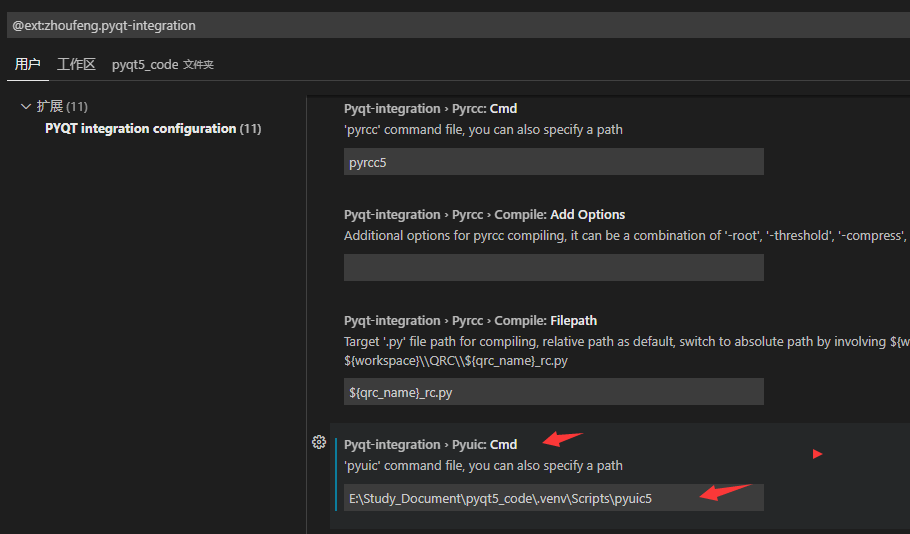 @ext:zhoufeng.pyqt-integration
用户 工作区 pyqt5_code 文件夹
扩展 (11)
PYQT integration configuration (11)
Pyqt-integration › Pyrcc: Cmd
'pyrcc' command file, you can also specify a path
pyrcc5
Pyqt-integration › Pyrcc › Compile: Add Options
Additional options for pyrcc compiling, it can be a combination of '-root', '-threshold', '-compress',
Pyqt-integration › Pyrcc › Compile: Filepath
Target '.py' file path for compiling, relative path as default, switch to absolute path by involving ${w
${workspace}\\QRC\\${qrc_name}_rc.py
${qrc_name}_rc.py
Pyqt-integration › Pyuic: Cmd
'pyuic' command file, you can also specify a path
E:\Study_Document\pyqt5_code\.venv\Scripts\pyuic5